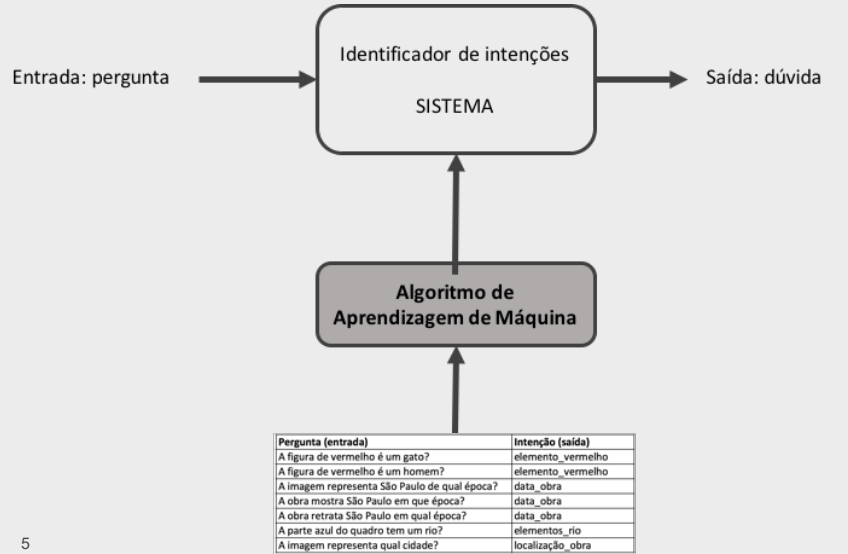 Entrada: pergunta
Identificador de intenções
SISTEMA
Saída: dúvida
Algoritmo de
Aprendizagem de Máquina
Pergunta (entrada) Intenção (saída)
A figura de vermelho é um gato? elemento_vermelho
A figura de vermelho é um homem? elemento_vermelho
A imagem representa São Paulo de qual época? data_obra
A obra mostra São Paulo em que época? data_obra
A obra retrata São Paulo em qual época? data_obra
A parte azul do quadro tem um rio? elementos_rio
A imagem representa qual cidade? localização_obra
5